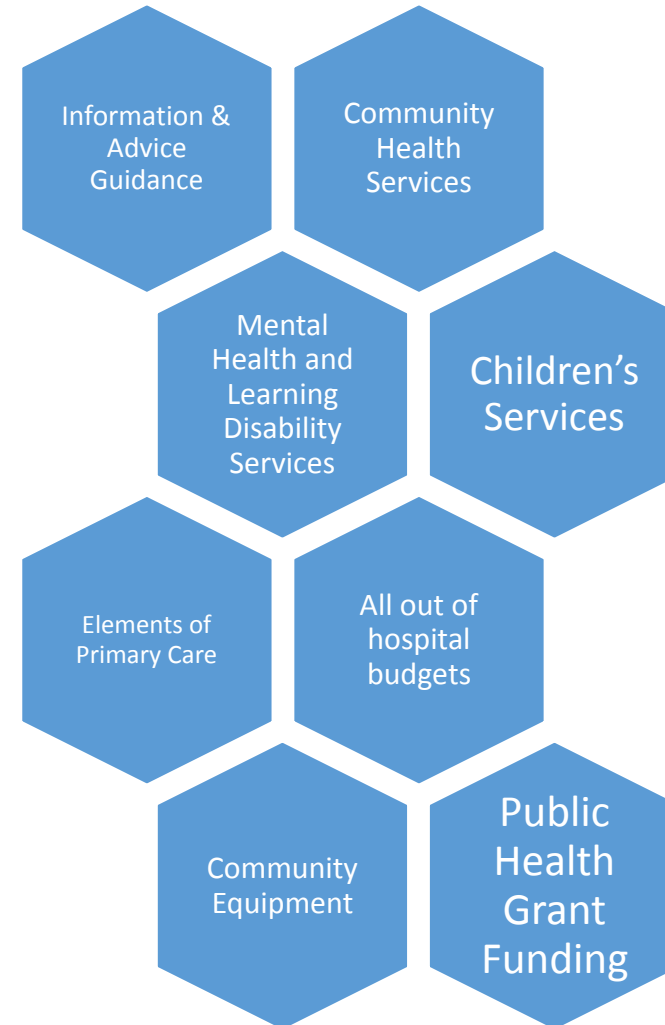 Information &
Advice
Guidance
Community
Health
Services
Mental
Health and
Learning
Disability
Services
Children’s
Services
Elements of
Primary Care
All out of
hospital
budgets
Community
Equipment
Public
Health
Grant
Funding